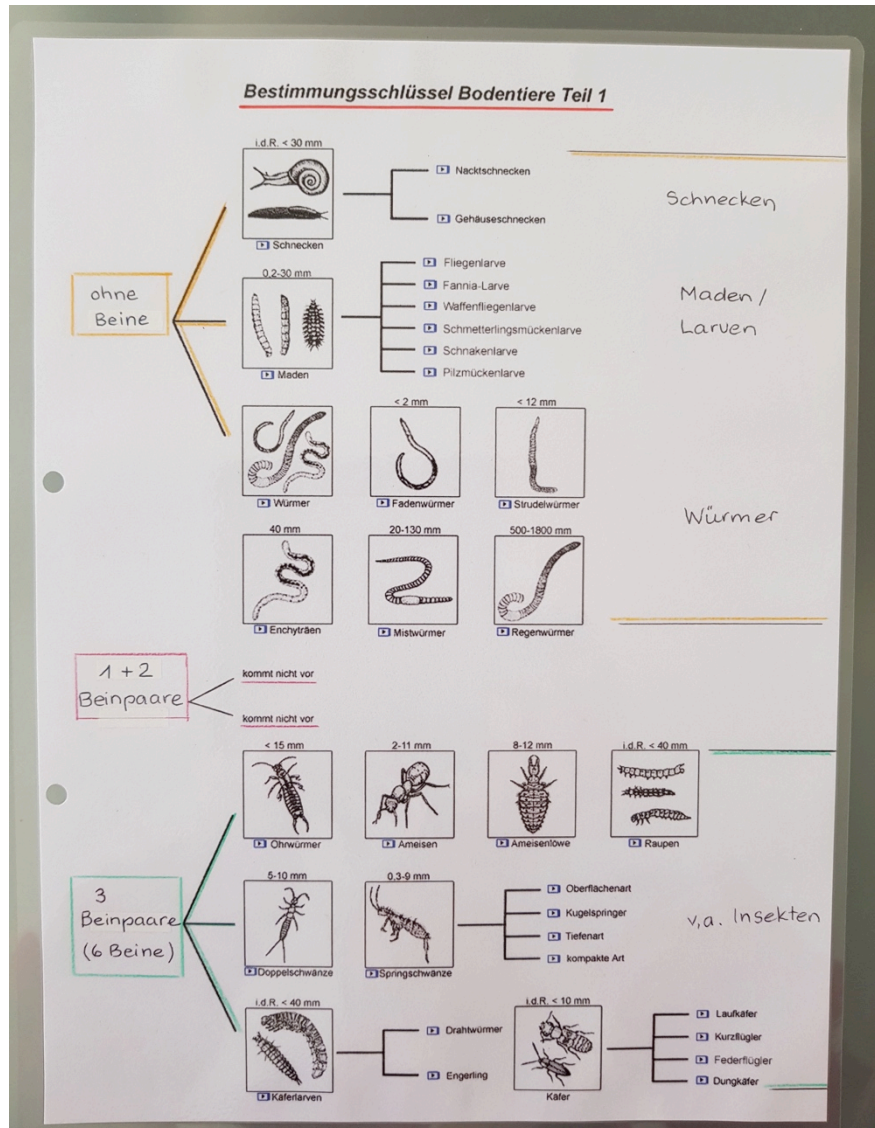 Bestimmungsschlüssel Bodentiere Teil 1
i.d.R. < 30 mm
Schnecken
Nacktschnecken
Gehäuseschnecken
Schnecken
ohne
Beine
0,2-30 mm
Maden
Fliegenlarve
Fannia-Larve
Waffenfliegenlarve
Schmetterlingsmückenlarve
Schnakenlarve
Pilzmückenlarve
Maden /
Larven
Würmer
< 2 mm
Fadenwürmer
< 12 mm
Strudelwürmer
40 mm
Enchyträen
20-130 mm
Mistwürmer
500-1800 mm
Regenwürmer
Würmer
1 + 2
Beinpaare
kommt nicht vor
kommt nicht vor
3
Beinpaare
(6 Beine)
< 15 mm
Ohrwürmer
2-11 mm
Ameisen
8-12 mm
Ameisenlöwe
i.d.R. < 40 mm
Raupen
5-10 mm
Doppelschwänze
0,3-9 mm
Springschwänze
Oberflächenart
Kugelspringer
Tiefenart
kompakte Art
v,a. Insekten
i.d.R. < 40 mm
Käferlarven
Drahtwürmer
Engerling
i.d.R. < 10 mm
Käfer
Laufkäfer
Kurzflügler
Federflügler
Dungkäfer